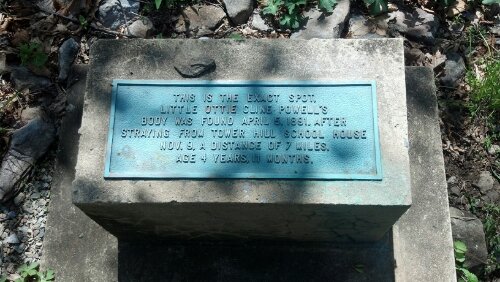 THIS IS THE EXACT SPOT.
LITTLE OTTIE CLINE POWELL'S
BODY WAS FOUND APRIL 5, 1891, AFTER
STRAYING FROM TOWER HILL SCHOOL HOUSE
NOV. 9, A DISTANCE OF 7 MILES.
AGE 4 YEARS, 11 MONTHS,